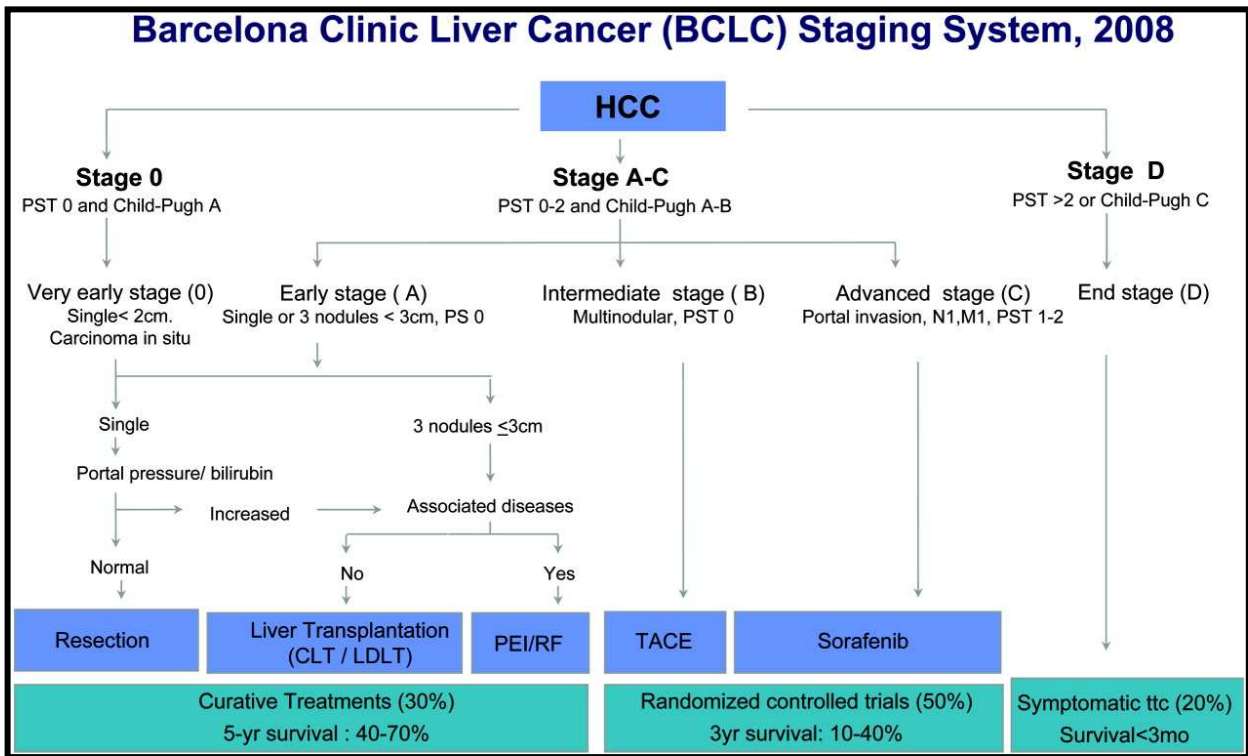 Barcelona Clinic Liver Cancer (BCLC) Staging System, 2008
HCC
Stage 0
PST 0 and Child-Pugh A
Stage A-C
PST 0-2 and Child-Pugh A-B
Stage D
PST >2 or Child-Pugh C
Very early stage (0)
Single< 2cm.
Carcinoma in situ
Early stage ( A)
Single or 3 nodules < 3cm, PS 0
Intermediate stage ( B)
Multinodular, PST 0
Advanced stage (C)
Portal invasion, N1,M1, PST 1-2
End stage (D)
Single
3 nodules ≤3cm
Portal pressure/ bilirubin
Increased
Associated diseases
Normal
No
Yes
Resection
Liver Transplantation
(CLT / LDLT)
PEI/RF
TACE
Sorafenib
Curative Treatments (30%)
5-yr survival : 40-70%
Randomized controlled trials (50%)
3yr survival: 10-40%
Symptomatic ttc (20%)
Survival<3mo